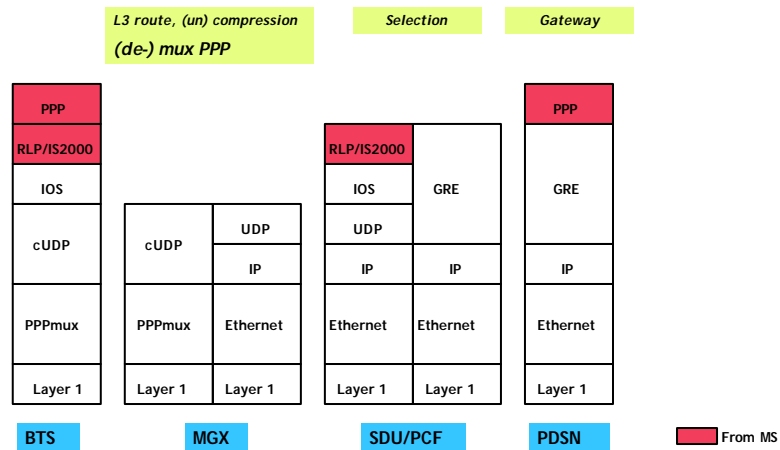 L3 route, (un) compression
(de-) mux PPP
Selection
Gateway
PPP
RLP/IS2000
IOS
cUDP
PPPmux
Layer 1
BTS
cUDP
PPPmux
Layer 1
UDP
IP
Ethernet
Layer 1
MGX
RLP/IS2000
IOS
UDP
IP
Ethernet
Layer 1
GRE
IP
Ethernet
Layer 1
SDU/PCF
PPP
GRE
IP
Ethernet
Layer 1
PDSN
From MS